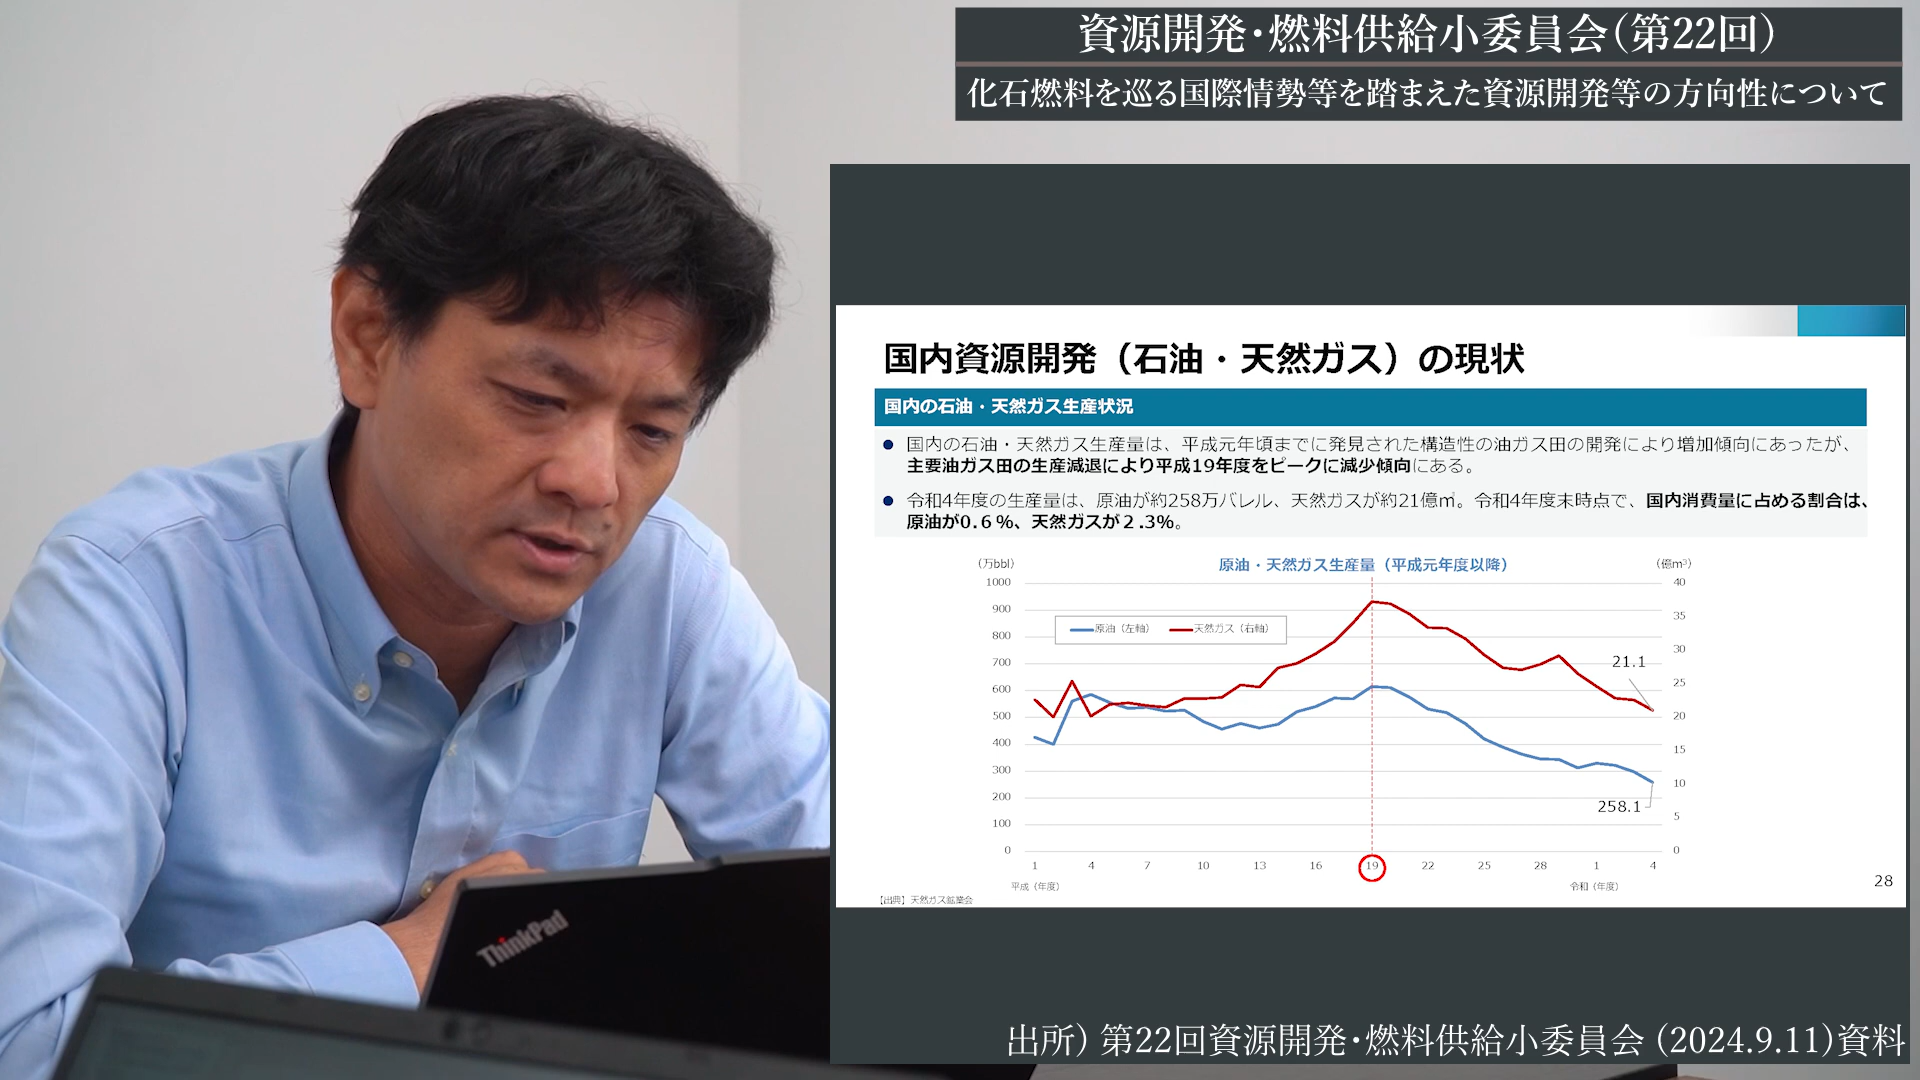 資源開発・燃料供給小委員会（第22回）
化石燃料を巡る国際情勢等を踏まえた資源開発等の方向性について
国内資源開発（石油・天然ガス）の現状
国内の石油・天然ガス生産状況
● 国内の石油・天然ガス生産量は、平成元年頃までに発見された構造性の油ガス田の開発により増加傾向にあったが、
主要油ガス田の生産減退により平成19年度をピークに減少傾向にある。
● 令和4年度の生産量は、原油が約258万バレル、天然ガスが約21億㎥。令和4年度末時点で、国内消費量に占める割合は、
原油が0.6％、天然ガスが2.3%。
（万bbl） 原油・天然ガス生産量（平成元年度以降） （億m³）
1000 40
900 35
800 30
700 25
600 20
500 15
400 10
300 5
200 0
100
0
原油（左軸） 天然ガス（右軸）
21.1
258.1
1 4 7 10 13 16 19 22 25 28 1 4
平成（年度） 令和（年度）
【出典】天然ガス鉱業会
28
ThinkPad
出所）第22回資源開発・燃料供給小委員会 (2024.9.11)資料